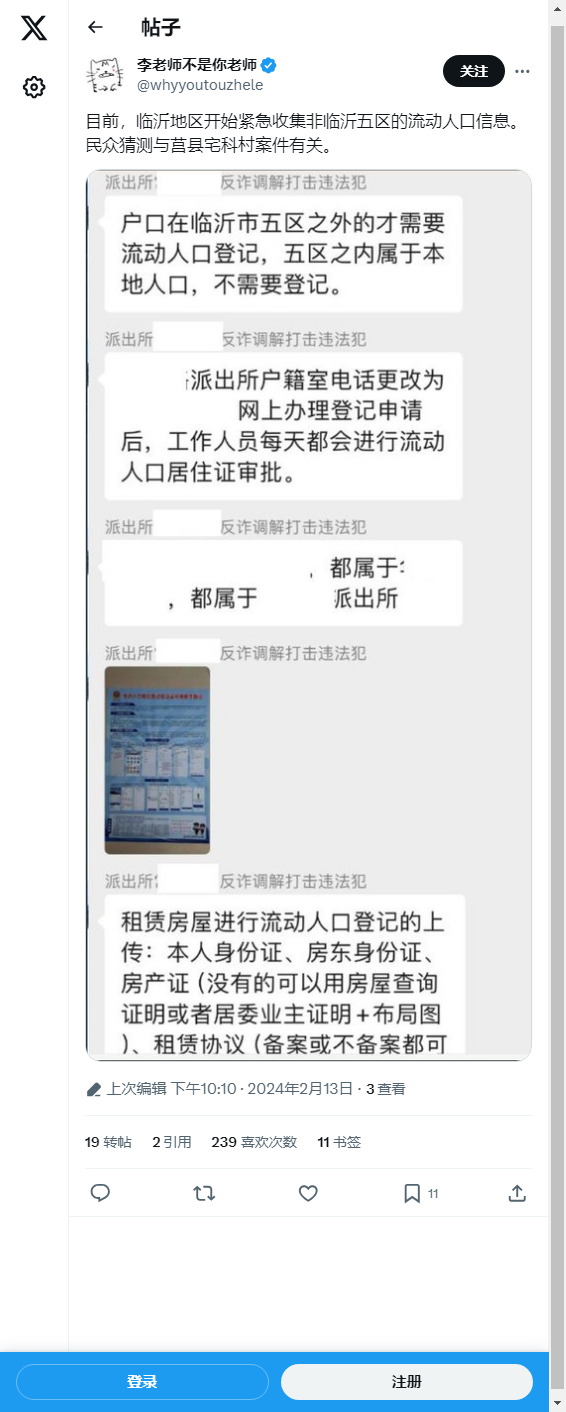 帖子
李老师不是你老师
@whyyoutouzhele
关注
目前，临沂地区开始紧急收集非临沂五区的流动人口信息。
民众猜测与莒县宅科村案件有关。
派出所 反诈调解打击违法犯
户口在临沂市五区之外的才需要
流动人口登记，五区之内属于本
地人口，不需要登记。
派出所 反诈调解打击违法犯
派出所户籍室电话更改为
网上办理登记申请
后，工作人员每天都会进行流动
人口居住证审批。
派出所 反诈调解打击违法犯
，都属于
，都属于 派出所
派出所 反诈调解打击违法犯
派出所 反诈调解打击违法犯
租赁房屋进行流动人口登记的上
传：本人身份证、房东身份证、
房产证（没有的可以用房屋查询
证明或者居委业主证明+布局图
）、租赁协议（备案或不备案都可
上次编辑 下午10:10 · 2024年2月13日 · 3 查看
19 转帖 2 引用 239 喜欢次数 11 书签
11
登录 注册